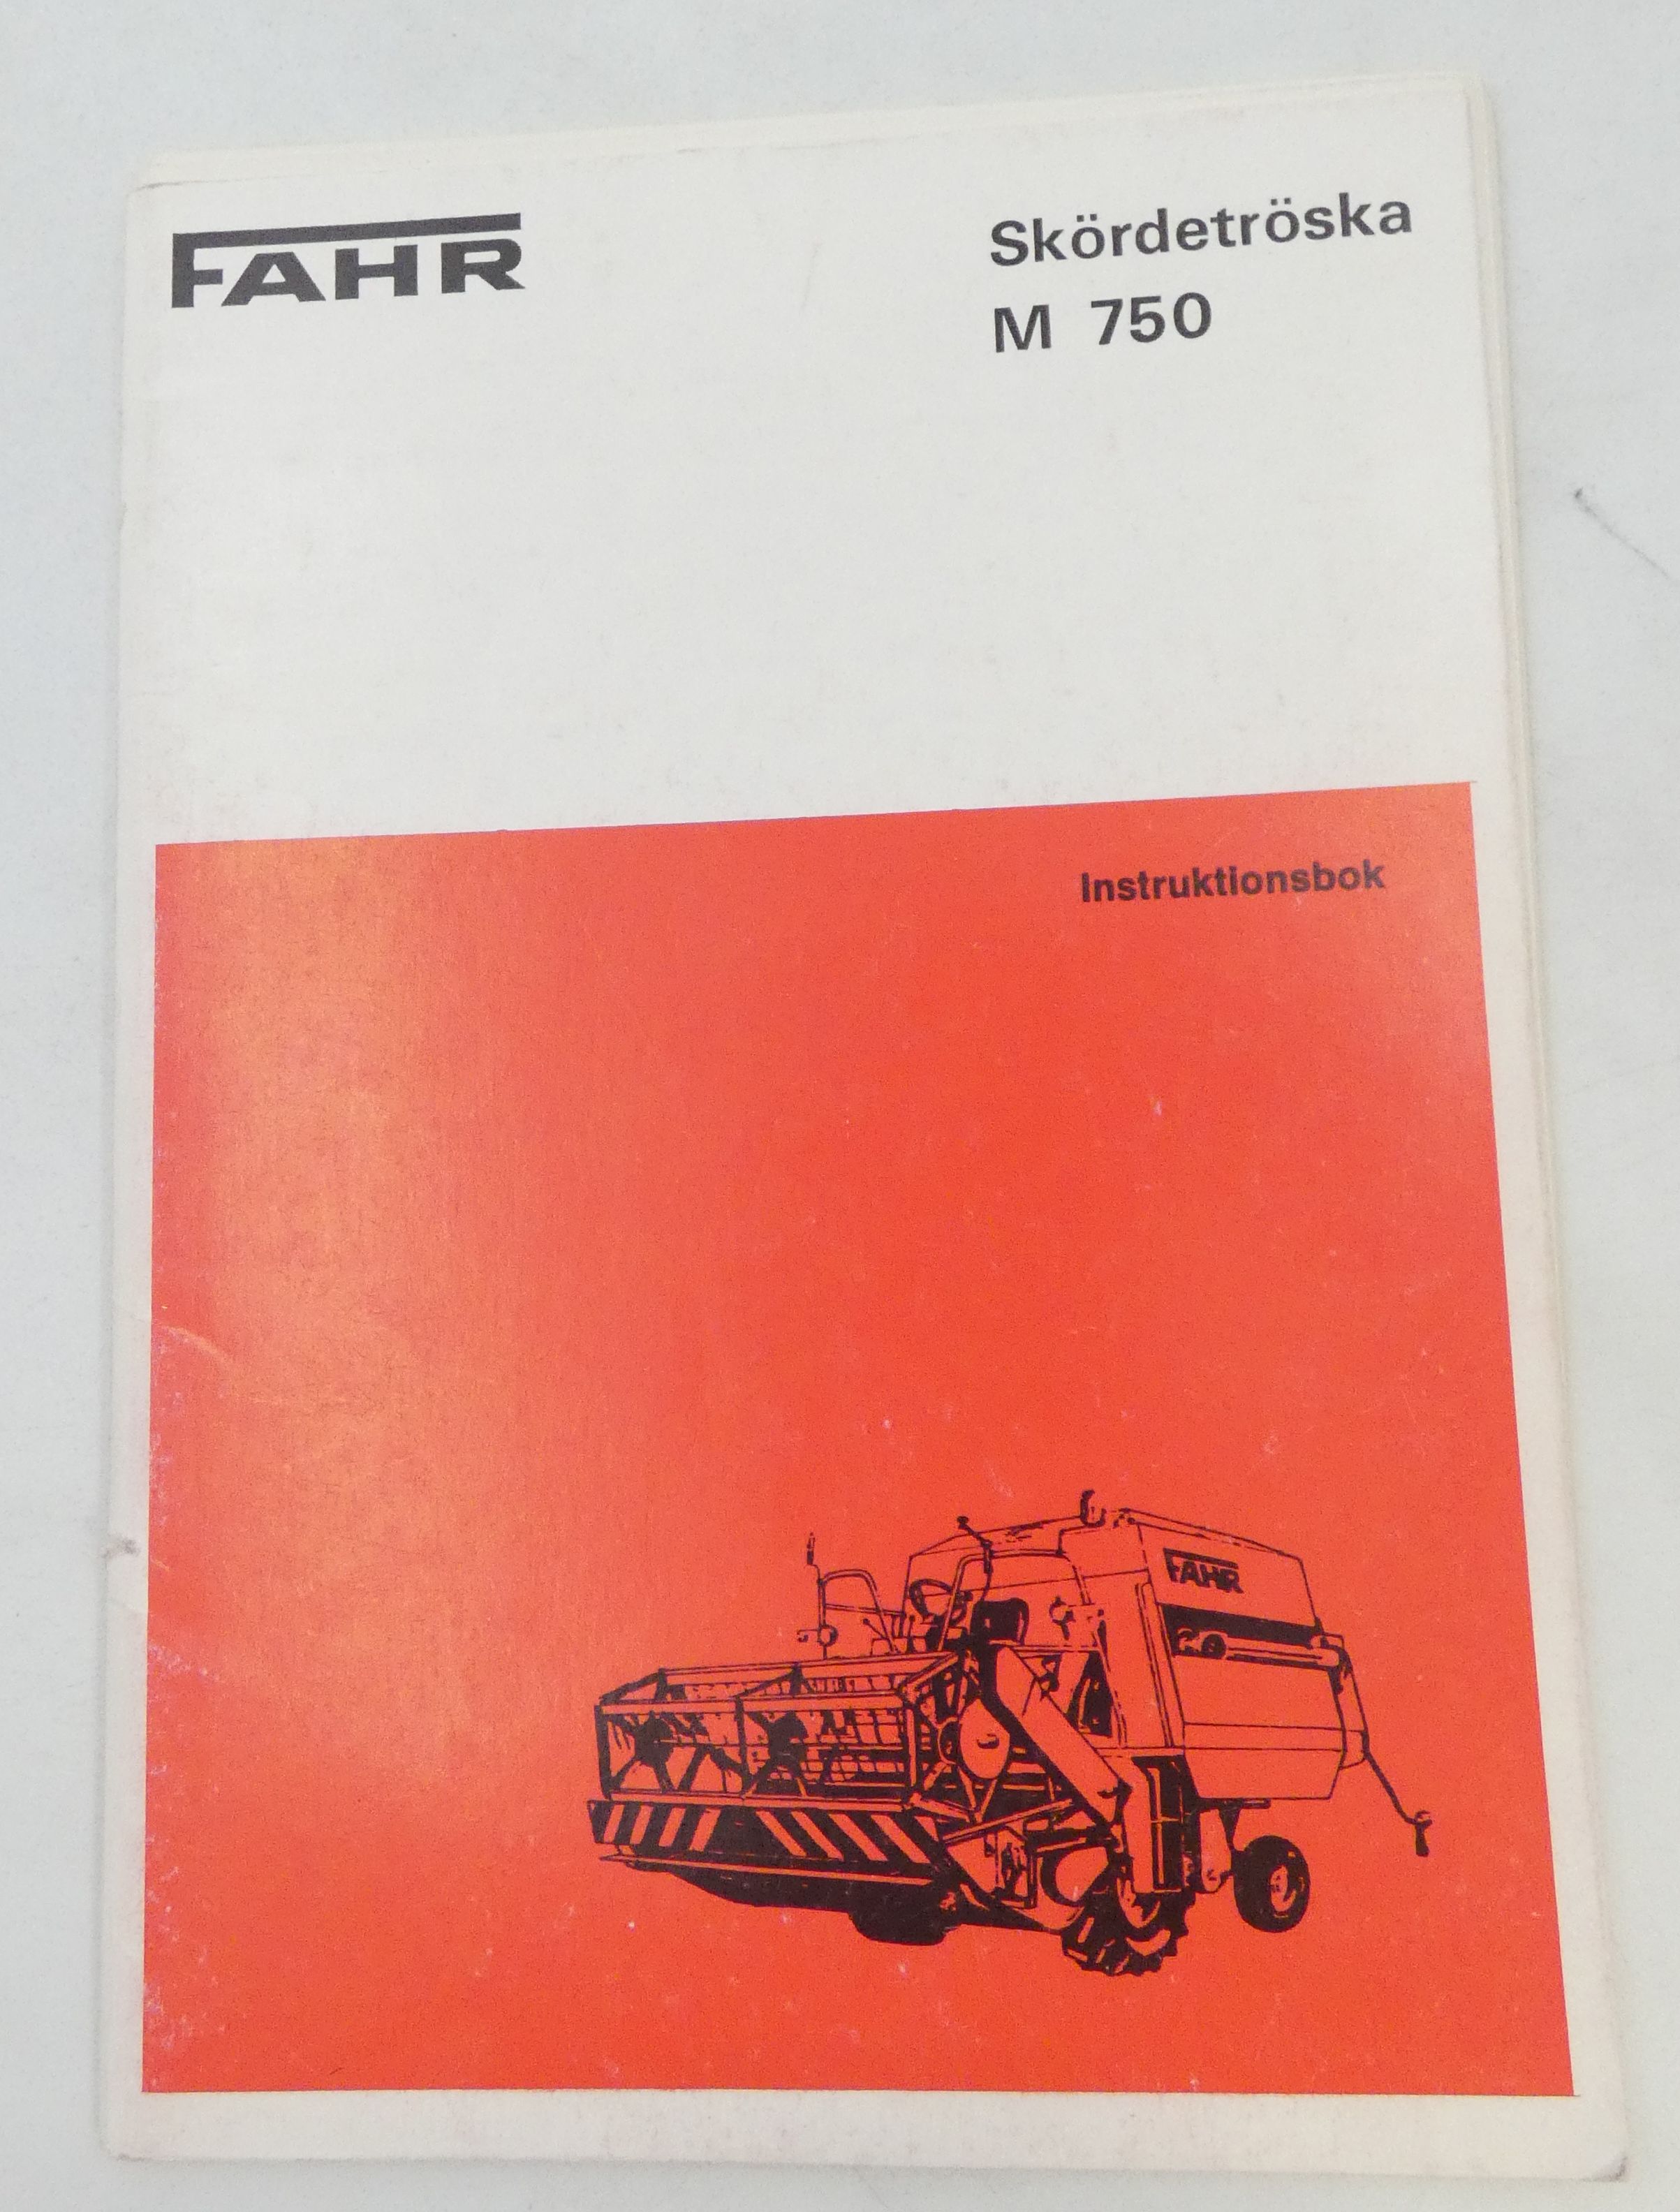 FAHR
Skördetröska
M 750
Instruktionsbok
FAHR